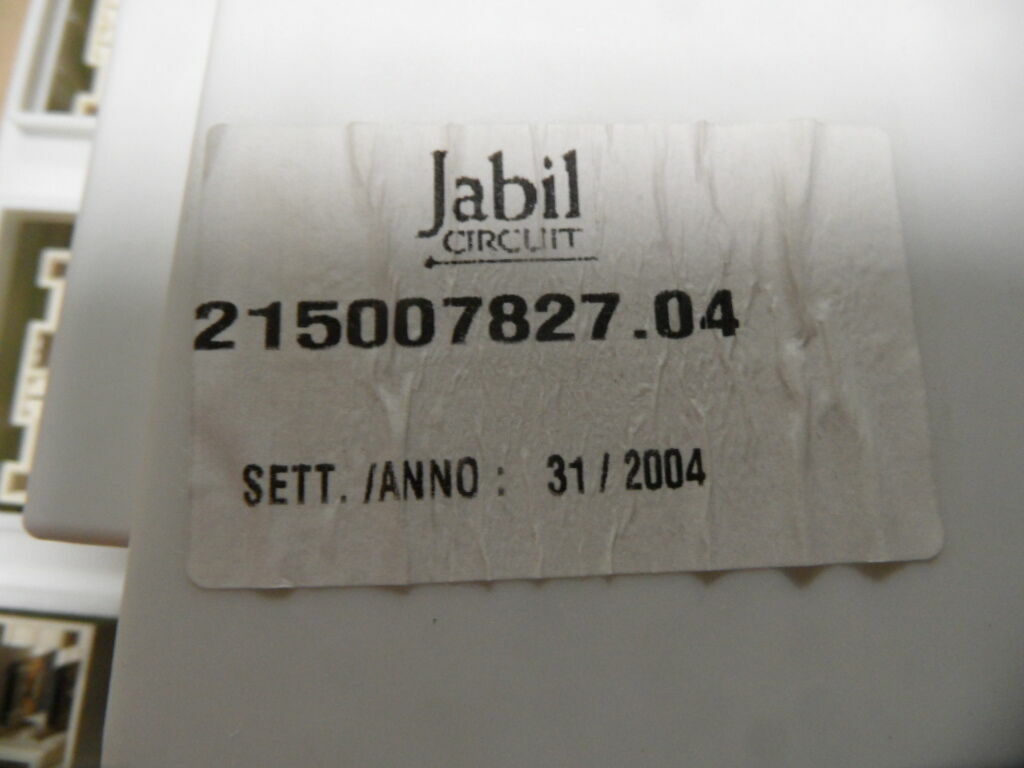 Jabil
CIRCUIT
215007827.04
SETT. /ANNO : 31 / 2004